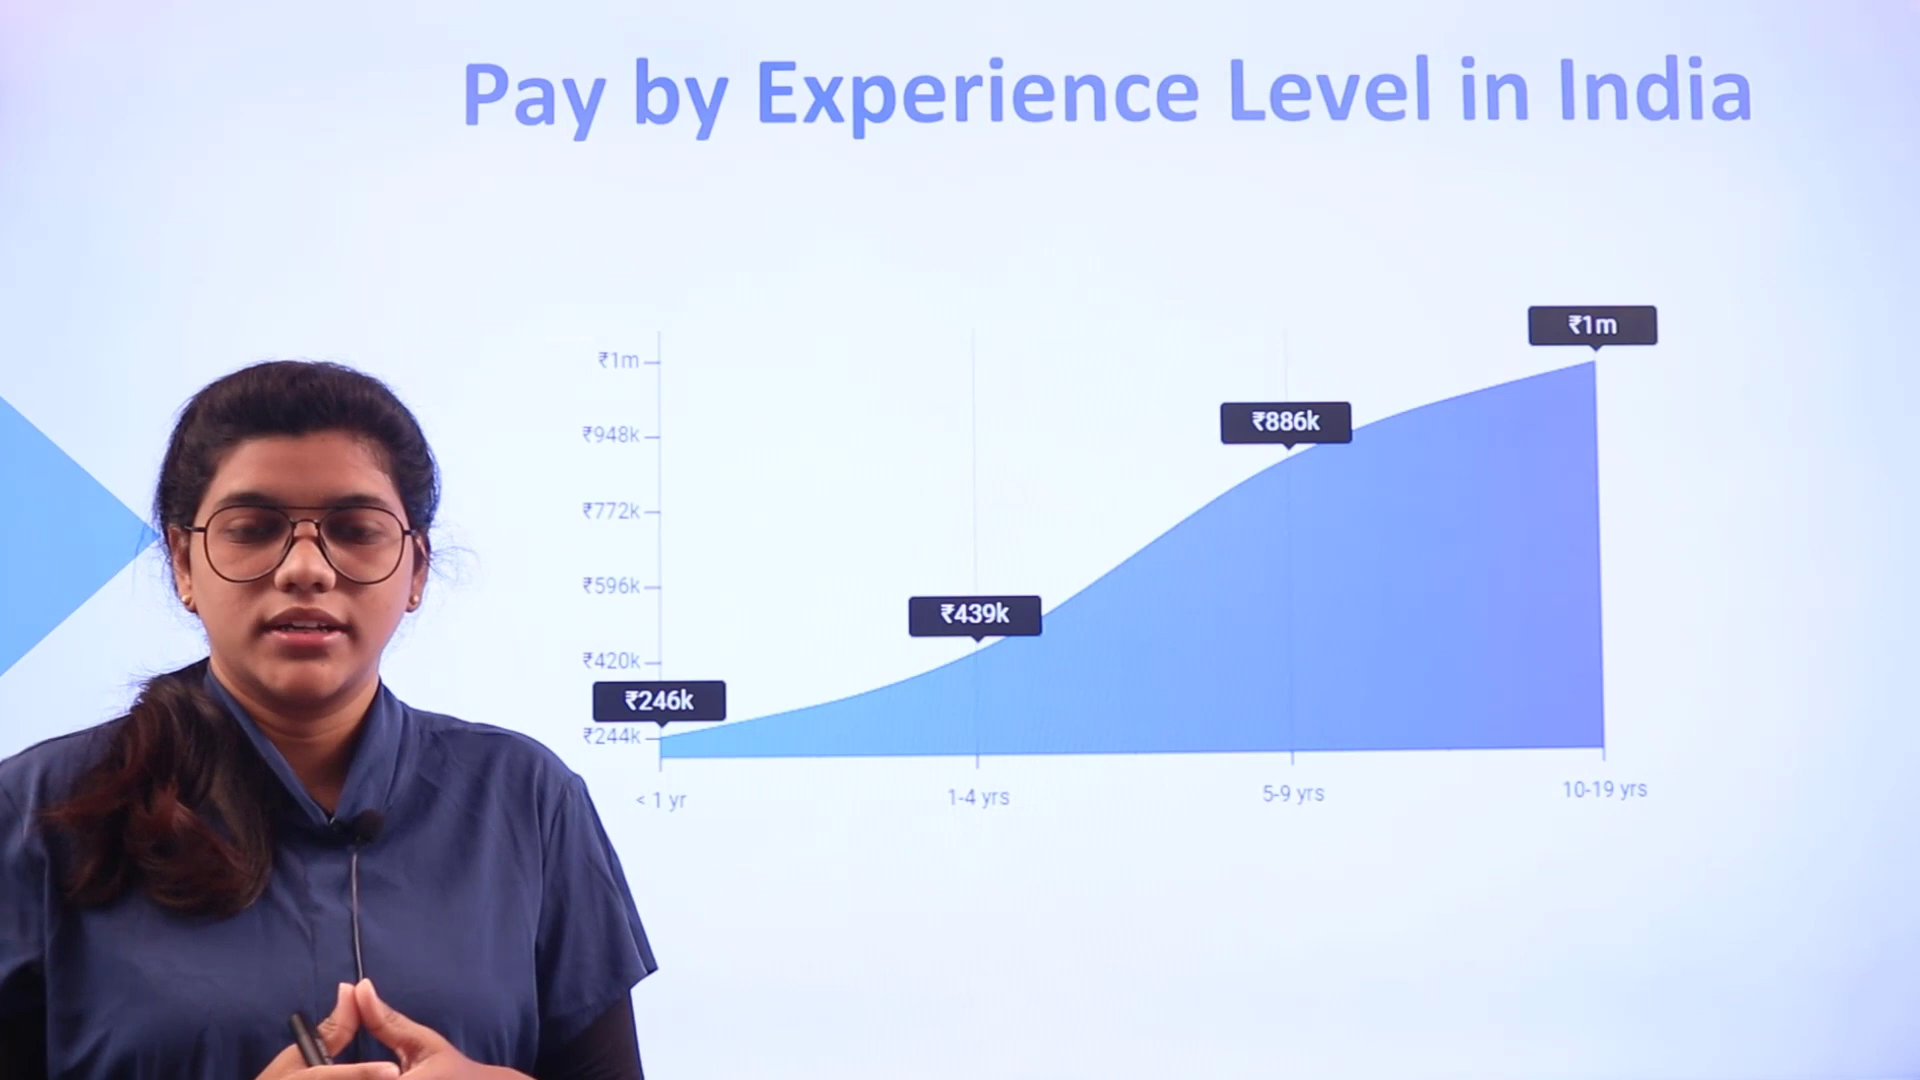 Pay by Experience Level in India
₹1m
₹1m
₹948k
₹886k
₹772k
₹596k
₹439k
₹420k
₹246k
₹244k
< 1 yr
1-4 yrs
5-9 yrs
10-19 yrs